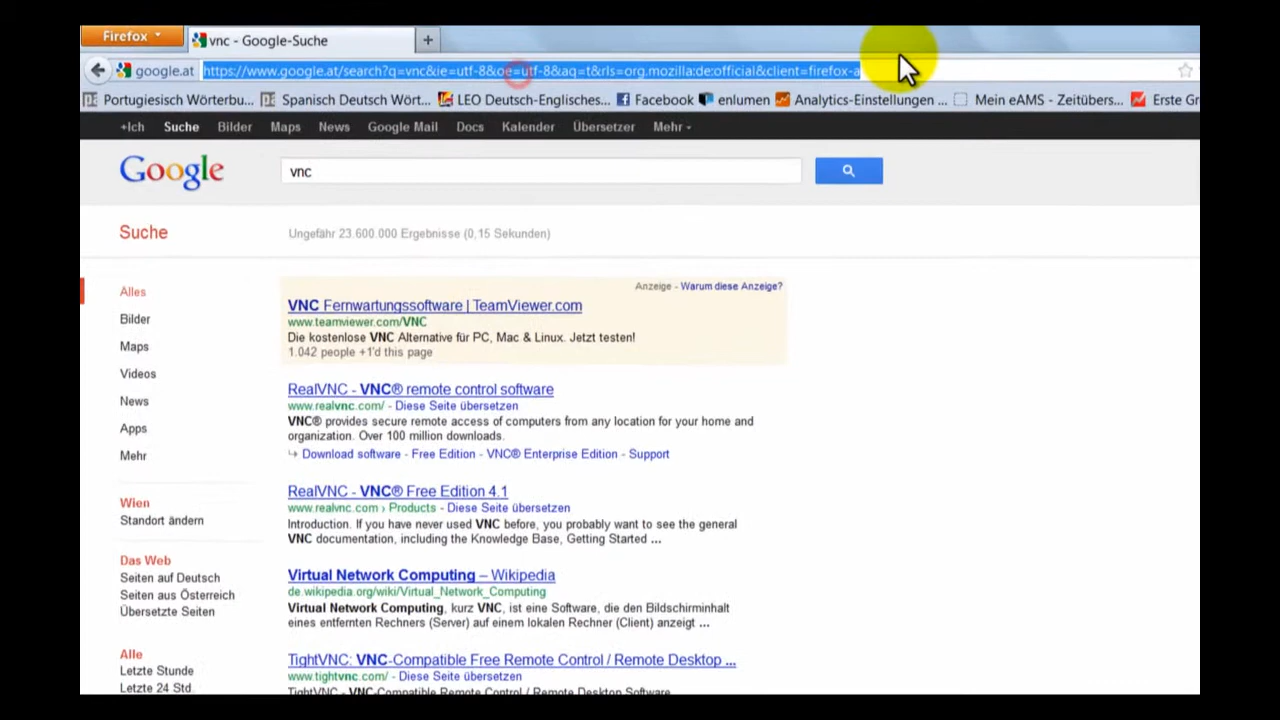 Firefox
vnc - Google-Suche
google.at https://www.google.at/search?q=vnc&ie=utf-8&oe=utf-8&aq=t&rls=org.mozilla:de:official&client=firefox-a
Portugiesisch Wörterbu... Spanisch Deutsch Wört... LEO Deutsch-Englisches... Facebook enlumen Analytics-Einstellungen ... Mein eAMS - Zeitübers... Erste Gr
+Ich Suche Bilder Maps News Google Mail Docs Kalender Übersetzer Mehr
Google vnc
Suche Ungefähr 23.600.000 Ergebnisse (0,15 Sekunden)
Alles
Bilder
Maps
Videos
News
Apps
Mehr
Wien
Standort ändern
Das Web
Seiten auf Deutsch
Seiten aus Österreich
Übersetzte Seiten
Alle
Letzte Stunde
Letzte 24 Std.
Anzeige - Warum diese Anzeige?
VNC Fernwartungssoftware | TeamViewer.com
www.teamviewer.com/VNC
Die kostenlose VNC Alternative für PC, Mac & Linux. Jetzt testen!
1.042 people +1'd this page
RealVNC - VNC® remote control software
www.realvnc.com/ - Diese Seite übersetzen
VNC® provides secure remote access of computers from any location for your home and
organization. Over 100 million downloads.
Download software - Free Edition - VNC® Enterprise Edition - Support
RealVNC - VNC® Free Edition 4.1
www.realvnc.com › Products - Diese Seite übersetzen
Introduction. If you have never used VNC before, you probably want to see the general
VNC documentation, including the Knowledge Base, Getting Started ...
Virtual Network Computing – Wikipedia
de.wikipedia.org/wiki/Virtual_Network_Computing
Virtual Network Computing, kurz VNC, ist eine Software, die den Bildschirminhalt
eines entfernten Rechners (Server) auf einem lokalen Rechner (Client) anzeigt ...
TightVNC: VNC-Compatible Free Remote Control / Remote Desktop ...
www.tightvnc.com/ - Diese Seite übersetzen
TightVNC - VNC-Compatible Remote Control / Remote Desktop Software